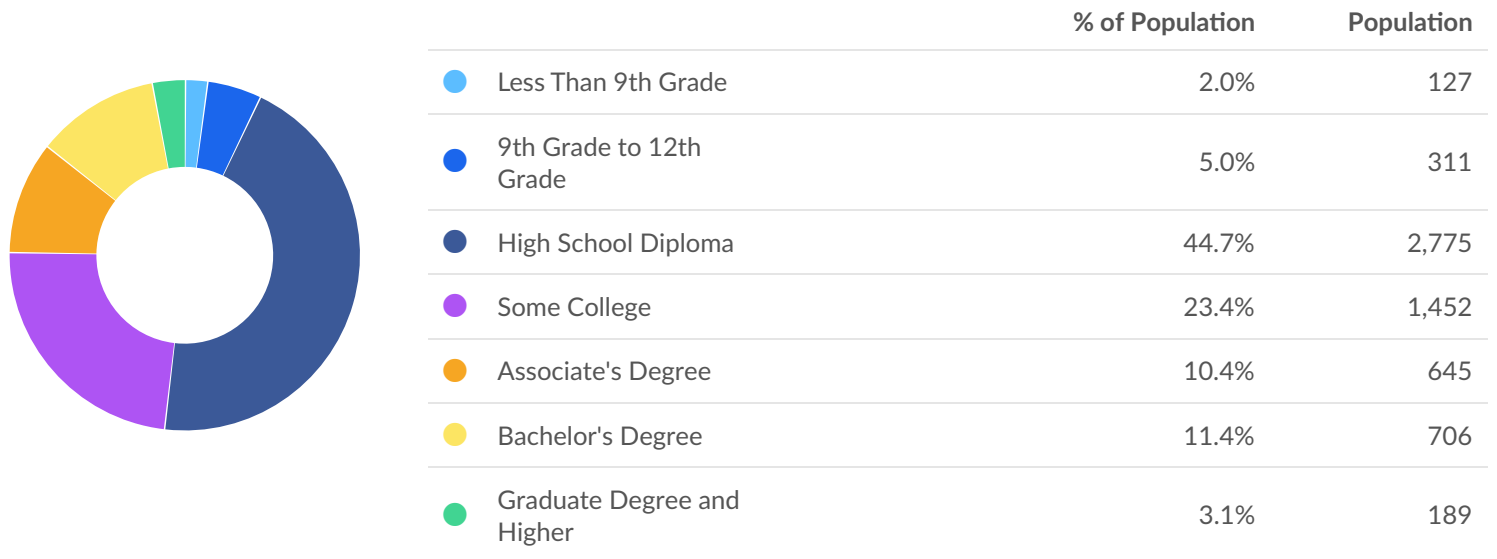 % of Population Population
Less Than 9th Grade 2.0% 127
9th Grade to 12th
Grade 5.0% 311
High School Diploma 44.7% 2,775
Some College 23.4% 1,452
Associate's Degree 10.4% 645
Bachelor's Degree 11.4% 706
Graduate Degree and
Higher 3.1% 189